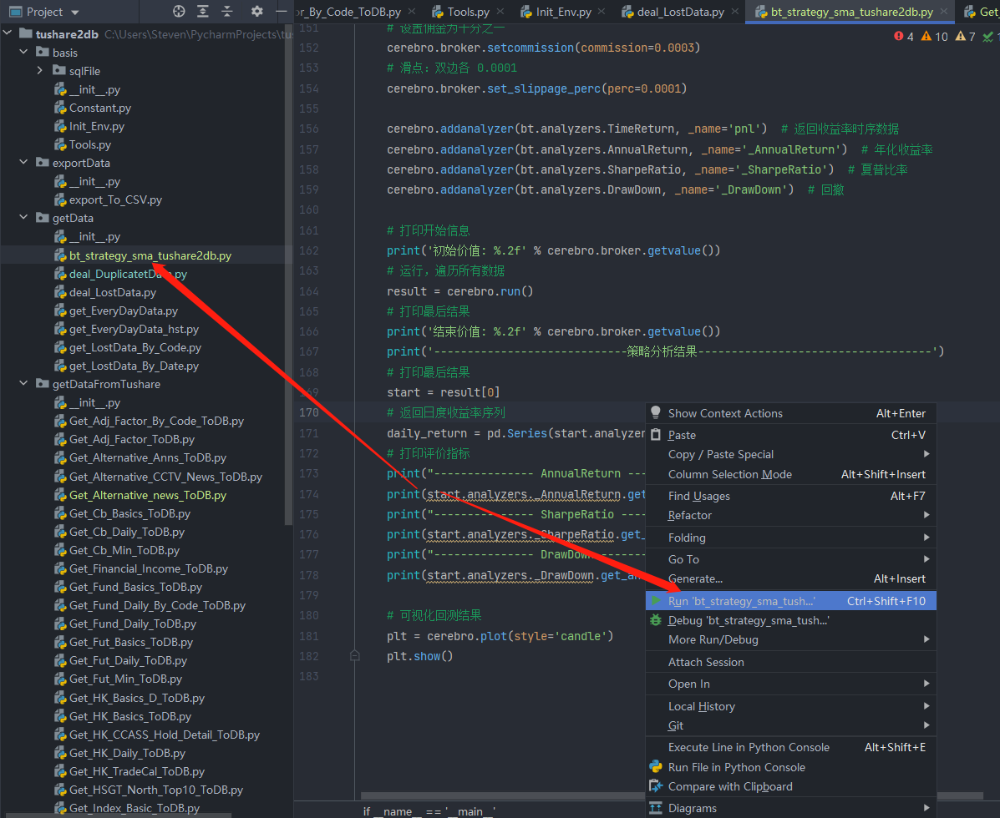 Project
or_By_Code_ToDB.py
Tools.py
Init_Env.py
deal_LostData.py
bt_strategy_sma_tushare2db.py
Get_
tushare2db C:\Users\Steven\PycharmProjects\tus
basis
sqlFile
__init__.py
Constant.py
Init_Env.py
Tools.py
exportData
__init__.py
export_To_CSV.py
getData
__init__.py
bt_strategy_sma_tushare2db.py
deal_DuplicatetData.py
deal_LostData.py
get_EveryDayData.py
get_EveryDayData_hst.py
get_LostData_By_Code.py
get_LostData_By_Date.py
getDataFromTushare
__init__.py
Get_Adj_Factor_By_Code_ToDB.py
Get_Adj_Factor_ToDB.py
Get_Alternative_Anns_ToDB.py
Get_Alternative_CCTV_News_ToDB.py
Get_Alternative_news_ToDB.py
Get_Cb_Basics_ToDB.py
Get_Cb_Daily_ToDB.py
Get_Cb_Min_ToDB.py
Get_Financial_Income_ToDB.py
Get_Fund_Basics_ToDB.py
Get_Fund_Daily_By_Code_ToDB.py
Get_Fund_Daily_ToDB.py
Get_Fut_Basics_ToDB.py
Get_Fut_Daily_ToDB.py
Get_Fut_Min_ToDB.py
Get_HK_Basics_D_ToDB.py
Get_HK_Basics_ToDB.py
Get_HK_CCASS_Hold_Detail_ToDB.py
Get_HK_Daily_ToDB.py
Get_HK_TradeCal_ToDB.py
Get_HSGT_North_Top10_ToDB.py
Get_Index_Basic_ToDB.py
4 10 7 1
151 # 设置佣金为千分之一
152 cerebro.broker.setcommission(commission=0.0003)
153 # 滑点：双边各 0.0001
154 cerebro.broker.set_slippage_perc(perc=0.0001)
155
156 cerebro.addanalyzer(bt.analyzers.TimeReturn, _name='pnl') # 返回收益率时序数据
157 cerebro.addanalyzer(bt.analyzers.AnnualReturn, _name='_AnnualReturn') # 年化收益率
158 cerebro.addanalyzer(bt.analyzers.SharpeRatio, _name='_SharpeRatio') # 夏普比率
159 cerebro.addanalyzer(bt.analyzers.DrawDown, _name='_DrawDown') # 回撤
160
161 # 打印开始信息
162 print('初始价值: %.2f' % cerebro.broker.getvalue())
163 # 运行，遍历所有数据
164 result = cerebro.run()
165 # 打印最后结果
166 print('结束价值: %.2f' % cerebro.broker.getvalue())
167 print('-----------------------------策略分析结果-----------------------------------')
168 # 打印最后结果
169 start = result[0]
170 # 返回日度收益率序列
171 daily_return = pd.Series(start.analyzer
172 # 打印评价指标
173 print("--------------- AnnualReturn ---
174 print(start.analyzers._AnnualReturn.get
175 print("--------------- SharpeRatio ----
176 print(start.analyzers._SharpeRatio.get_
177 print("--------------- DrawDown -------
178 print(start.analyzers._DrawDown.get_an
179
180 # 可视化回测结果
181 plt = cerebro.plot(style='candle')
182 plt.show()
183
if __name__ == '__main__'
Show Context Actions Alt+Enter
Paste Ctrl+V
Copy / Paste Special
Column Selection Mode Alt+Shift+Insert
Find Usages Alt+F7
Refactor
Folding
Go To
Generate... Alt+Insert
Run 'bt_strategy_sma_tush...' Ctrl+Shift+F10
Debug 'bt_strategy_sma_tush...'
More Run/Debug
Attach Session
Open In
Local History
Git
Execute Line in Python Console Alt+Shift+E
Run File in Python Console
Compare with Clipboard
Diagrams